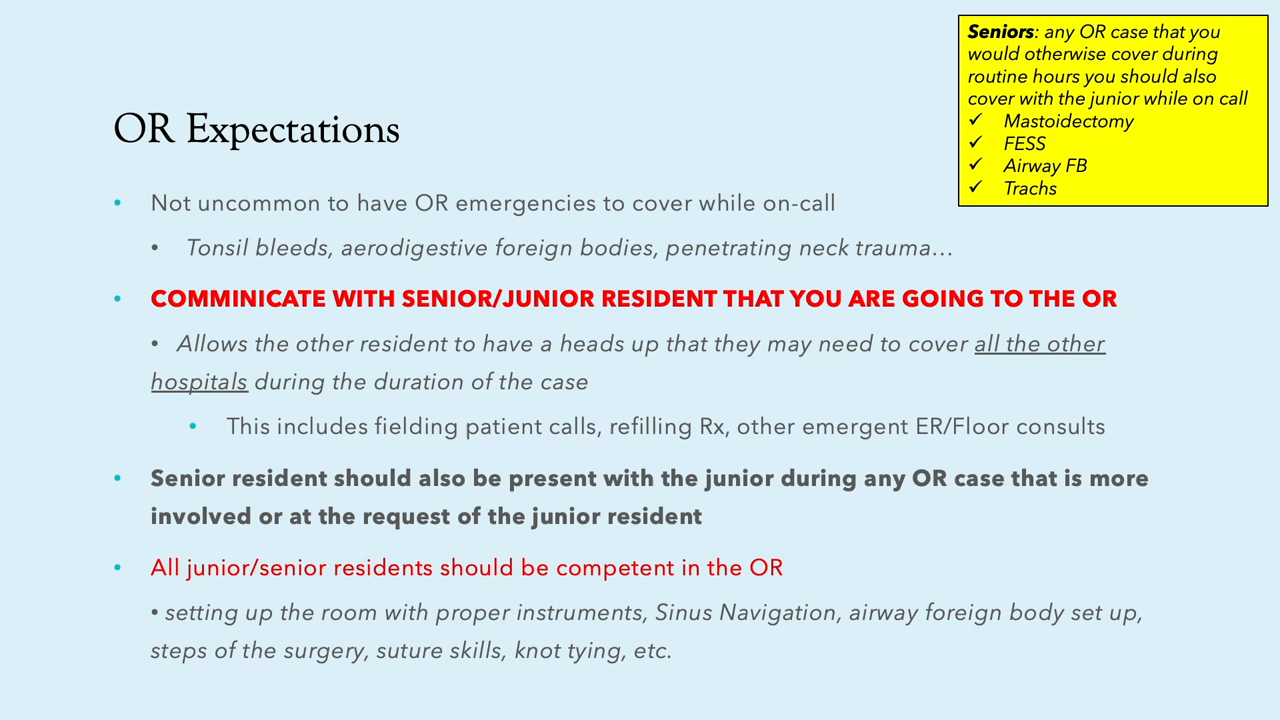 Seniors: any OR case that you
would otherwise cover during
routine hours you should also
cover with the junior while on call
✓ Mastoidectomy
✓ FESS
✓ Airway FB
✓ Trachs
OR Expectations
• Not uncommon to have OR emergencies to cover while on-call
• Tonsil bleeds, aerodigestive foreign bodies, penetrating neck trauma…
• COMMINICATE WITH SENIOR/JUNIOR RESIDENT THAT YOU ARE GOING TO THE OR
• Allows the other resident to have a heads up that they may need to cover all the other
hospitals during the duration of the case
• This includes fielding patient calls, refilling Rx, other emergent ER/Floor consults
• Senior resident should also be present with the junior during any OR case that is more
involved or at the request of the junior resident
• All junior/senior residents should be competent in the OR
• setting up the room with proper instruments, Sinus Navigation, airway foreign body set up,
steps of the surgery, suture skills, knot tying, etc.